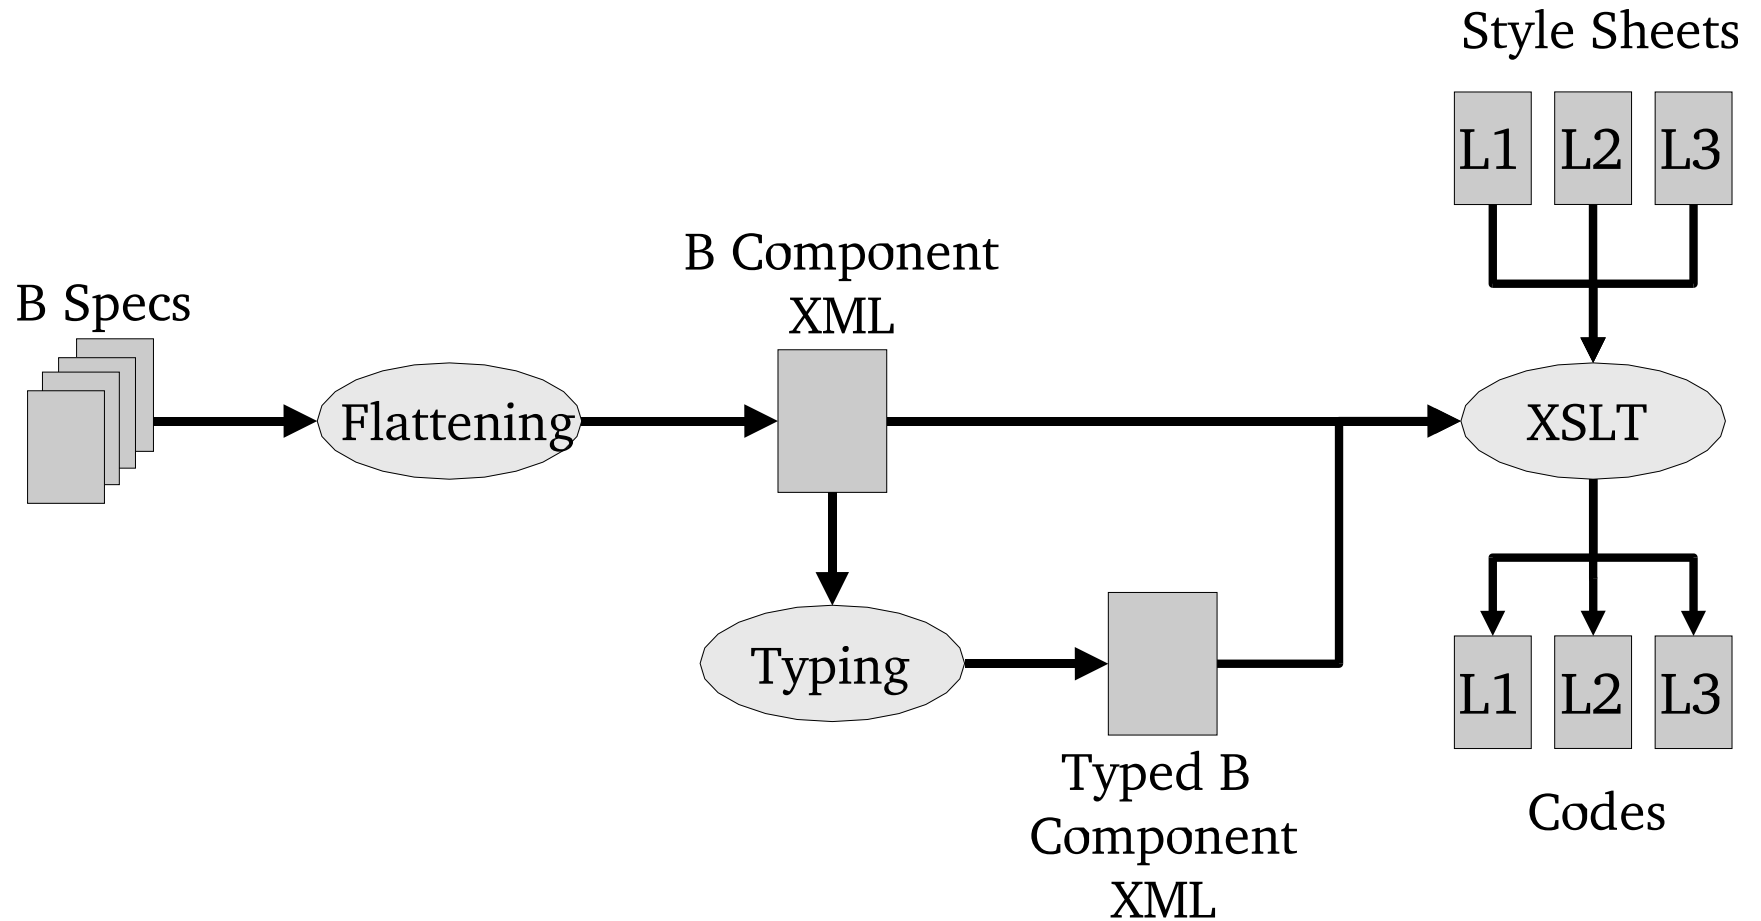 Style Sheets
L1 L2 L3
B Component
XML
B Specs
Flattening
XSLT
Typing
L1 L2 L3
Typed B
Component
XML
Codes